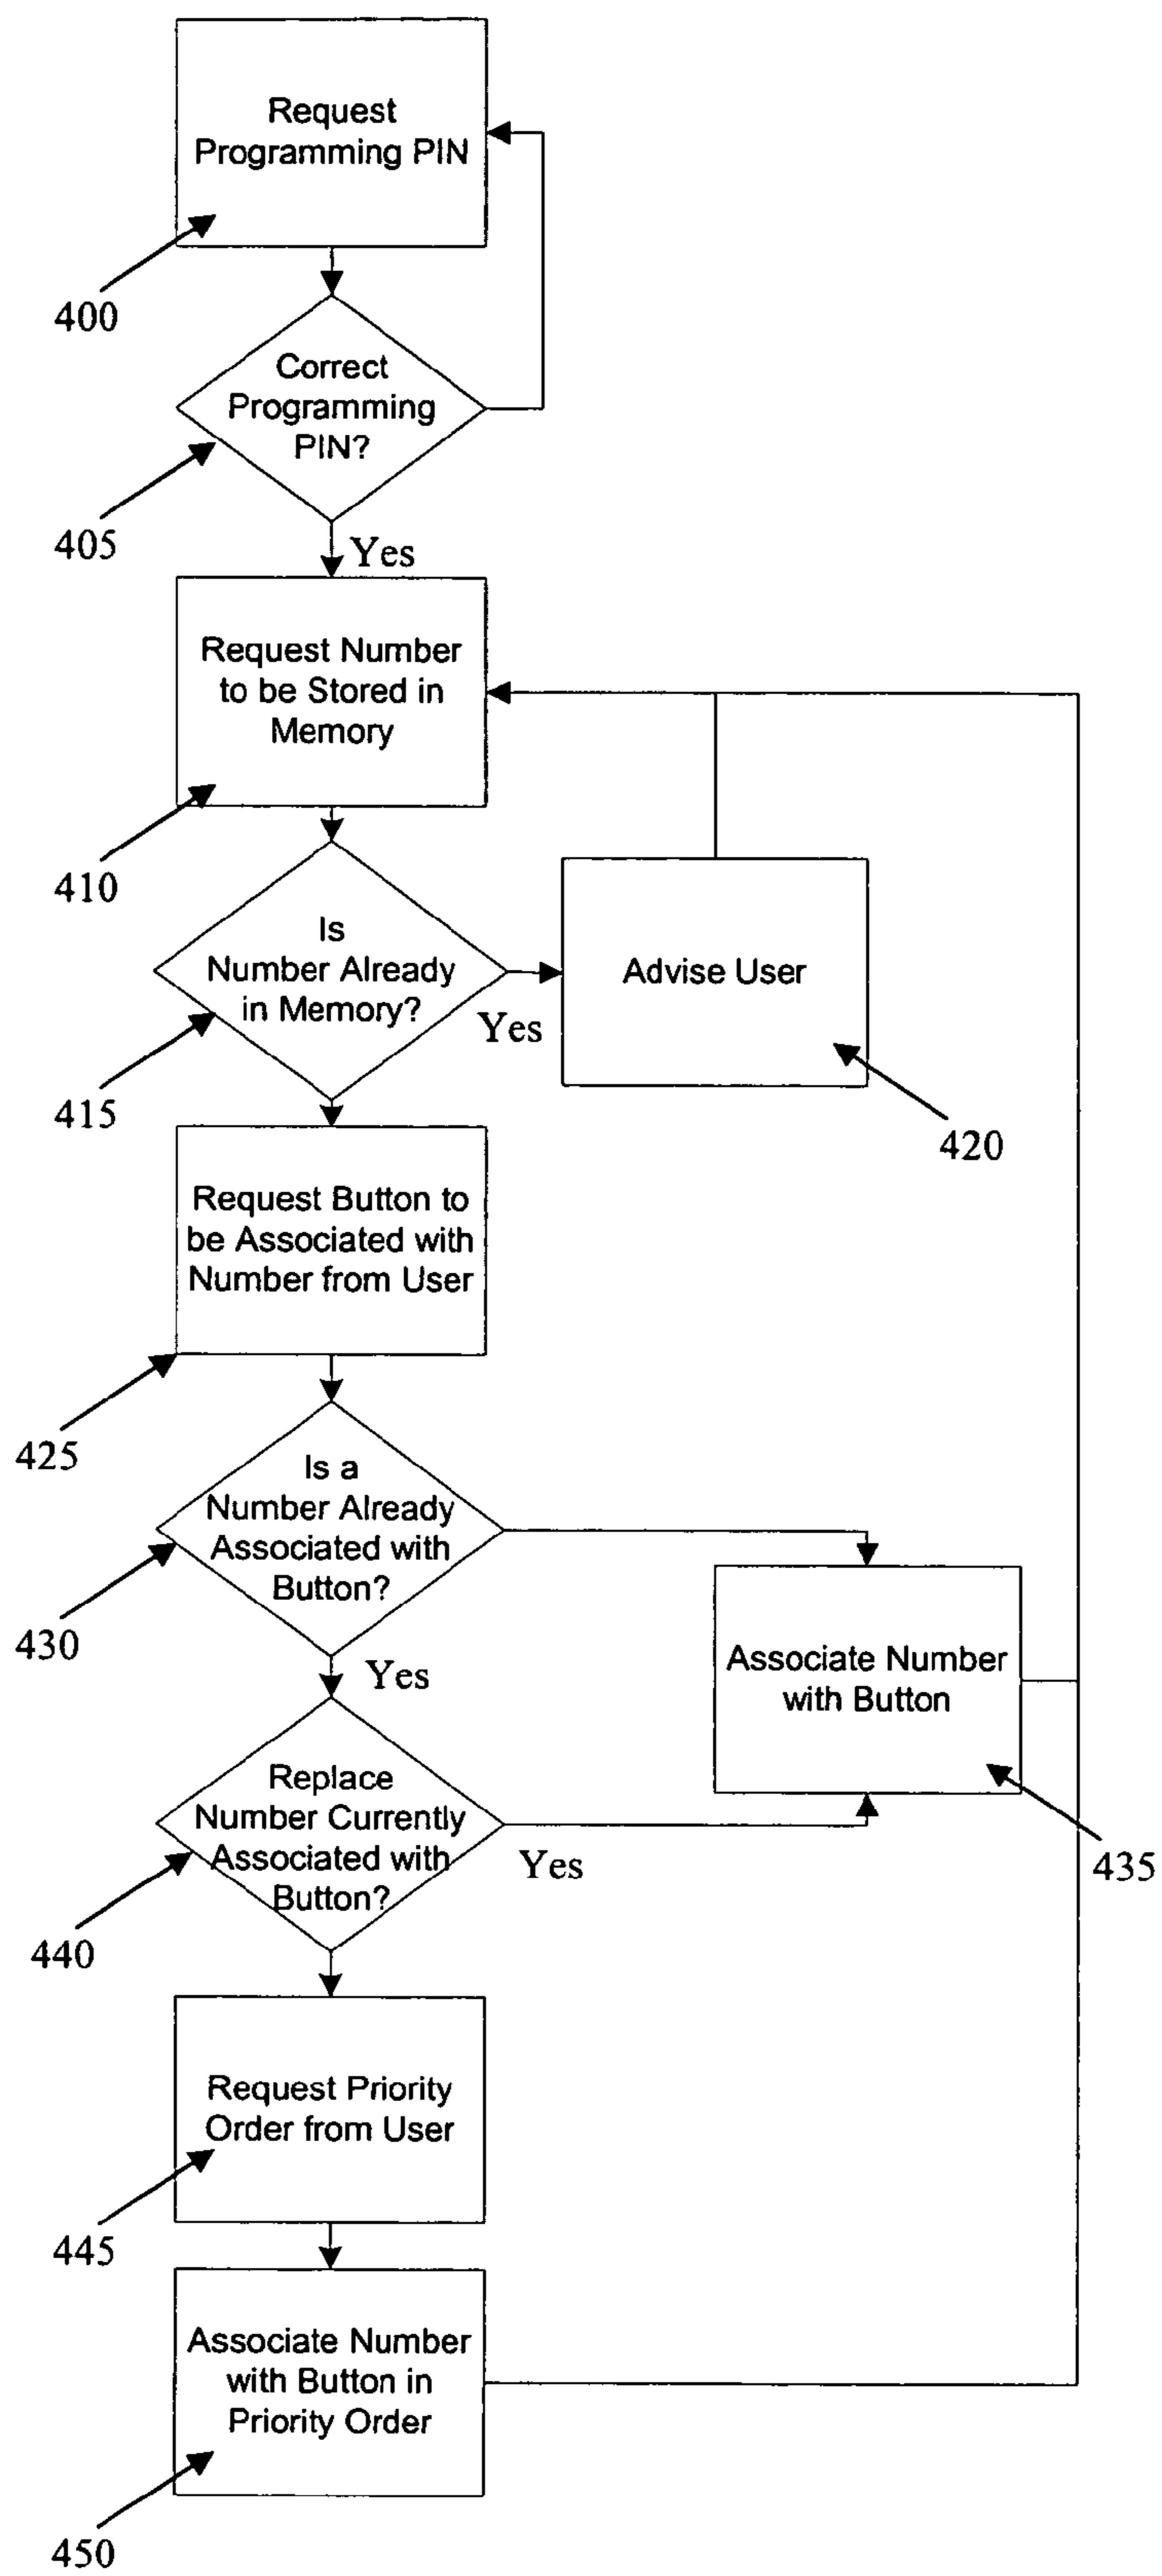 Request
Programming PIN
400
Correct
Programming
PIN?
405
Yes
Request Number
to be Stored in
Memory
410
Is
Number Already
in Memory?
Yes
415
Advise User
420
Request Button to
be Associated with
Number from User
425
Is a
Number Already
Associated with
Button?
430
Yes
Associate Number
with Button
435
Replace
Number Currently
Associated with
Button?
Yes
440
Request Priority
Order from User
445
Associate Number
with Button in
Priority Order
450